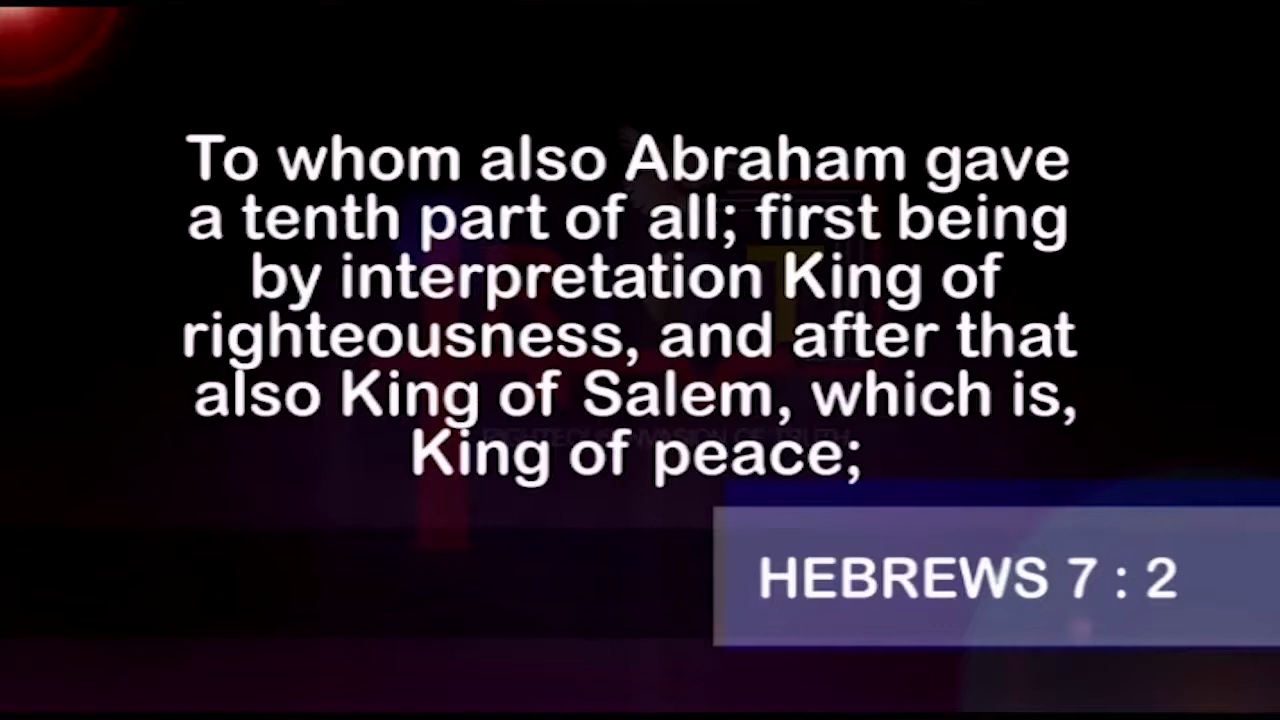 To whom also Abraham gave
a tenth part of all; first being
by interpretation King of
righteousness, and after that
also King of Salem, which is,
King of peace;
HEBREWS 7 : 2